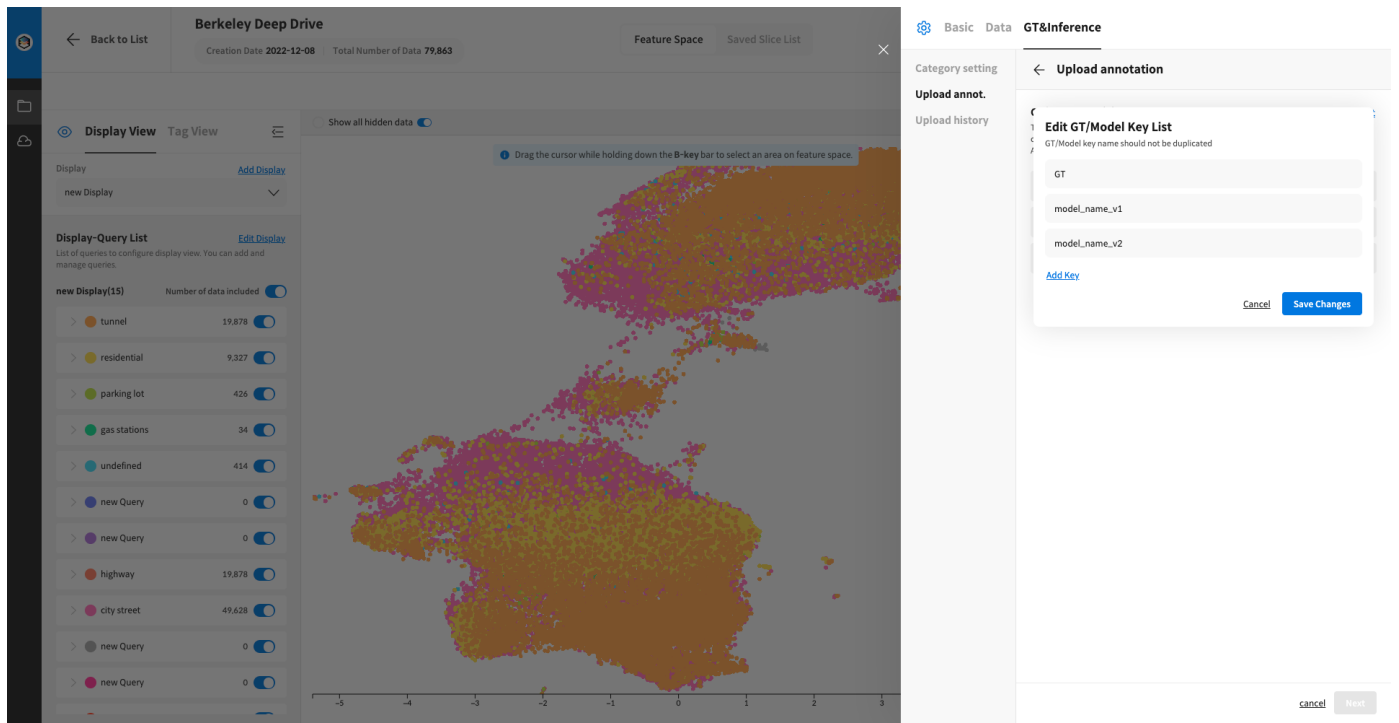 Back to List
Berkeley Deep Drive
Creation Date 2022-12-08 Total Number of Data 79,863
Feature Space Saved Slice List
Display View Tag View
Display Add Display
new Display
Display-Query List Edit Display
List of queries to configure display view. You can add and
manage queries.
new Display(15) Number of data included
tunnel 19,878
residential 9,327
parking lot 426
gas stations 34
undefined 414
new Query 0
new Query 0
highway 19,878
city street 49,628
new Query 0
new Query 0
Show all hidden data
Drag the cursor while holding down the B-key bar to select an area on feature space.
-5 -4 -3 -2 -1 0 1 2 3
Basic Data GT&Inference
Category setting
Upload annot.
Upload history
Upload annotation
Edit GT/Model Key List
GT/Model key name should not be duplicated
GT
model_name_v1
model_name_v2
Add Key
Cancel Save Changes
cancel Next